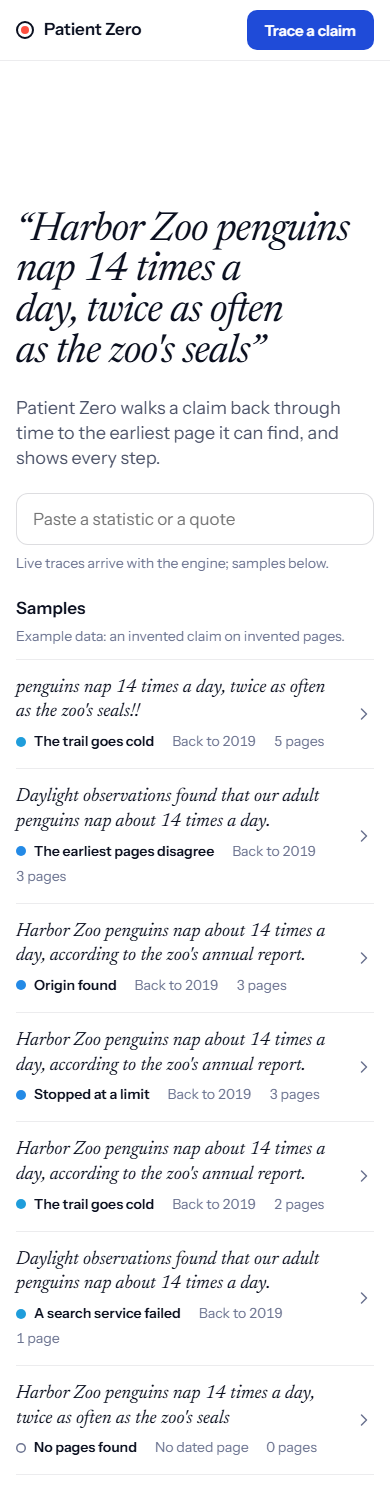 Patient Zero
Trace a claim
“Harbor Zoo penguins
nap 14 times a
day, twice as often
as the zoo's seals”
Patient Zero walks a claim back through
time to the earliest page it can find, and
shows every step.
Paste a statistic or a quote
Live traces arrive with the engine; samples below.
Samples
Example data: an invented claim on invented pages.
penguins nap 14 times a day, twice as often
as the zoo's seals!!
The trail goes cold Back to 2019 5 pages
Daylight observations found that our adult
penguins nap about 14 times a day.
The earliest pages disagree Back to 2019
3 pages
Harbor Zoo penguins nap about 14 times a
day, according to the zoo's annual report.
Origin found Back to 2019 3 pages
Harbor Zoo penguins nap about 14 times a
day, according to the zoo's annual report.
Stopped at a limit Back to 2019 3 pages
Harbor Zoo penguins nap about 14 times a
day, according to the zoo's annual report.
The trail goes cold Back to 2019 2 pages
Daylight observations found that our adult
penguins nap about 14 times a day.
A search service failed Back to 2019
1 page
Harbor Zoo penguins nap 14 times a day,
twice as often as the zoo's seals
No pages found No dated page 0 pages